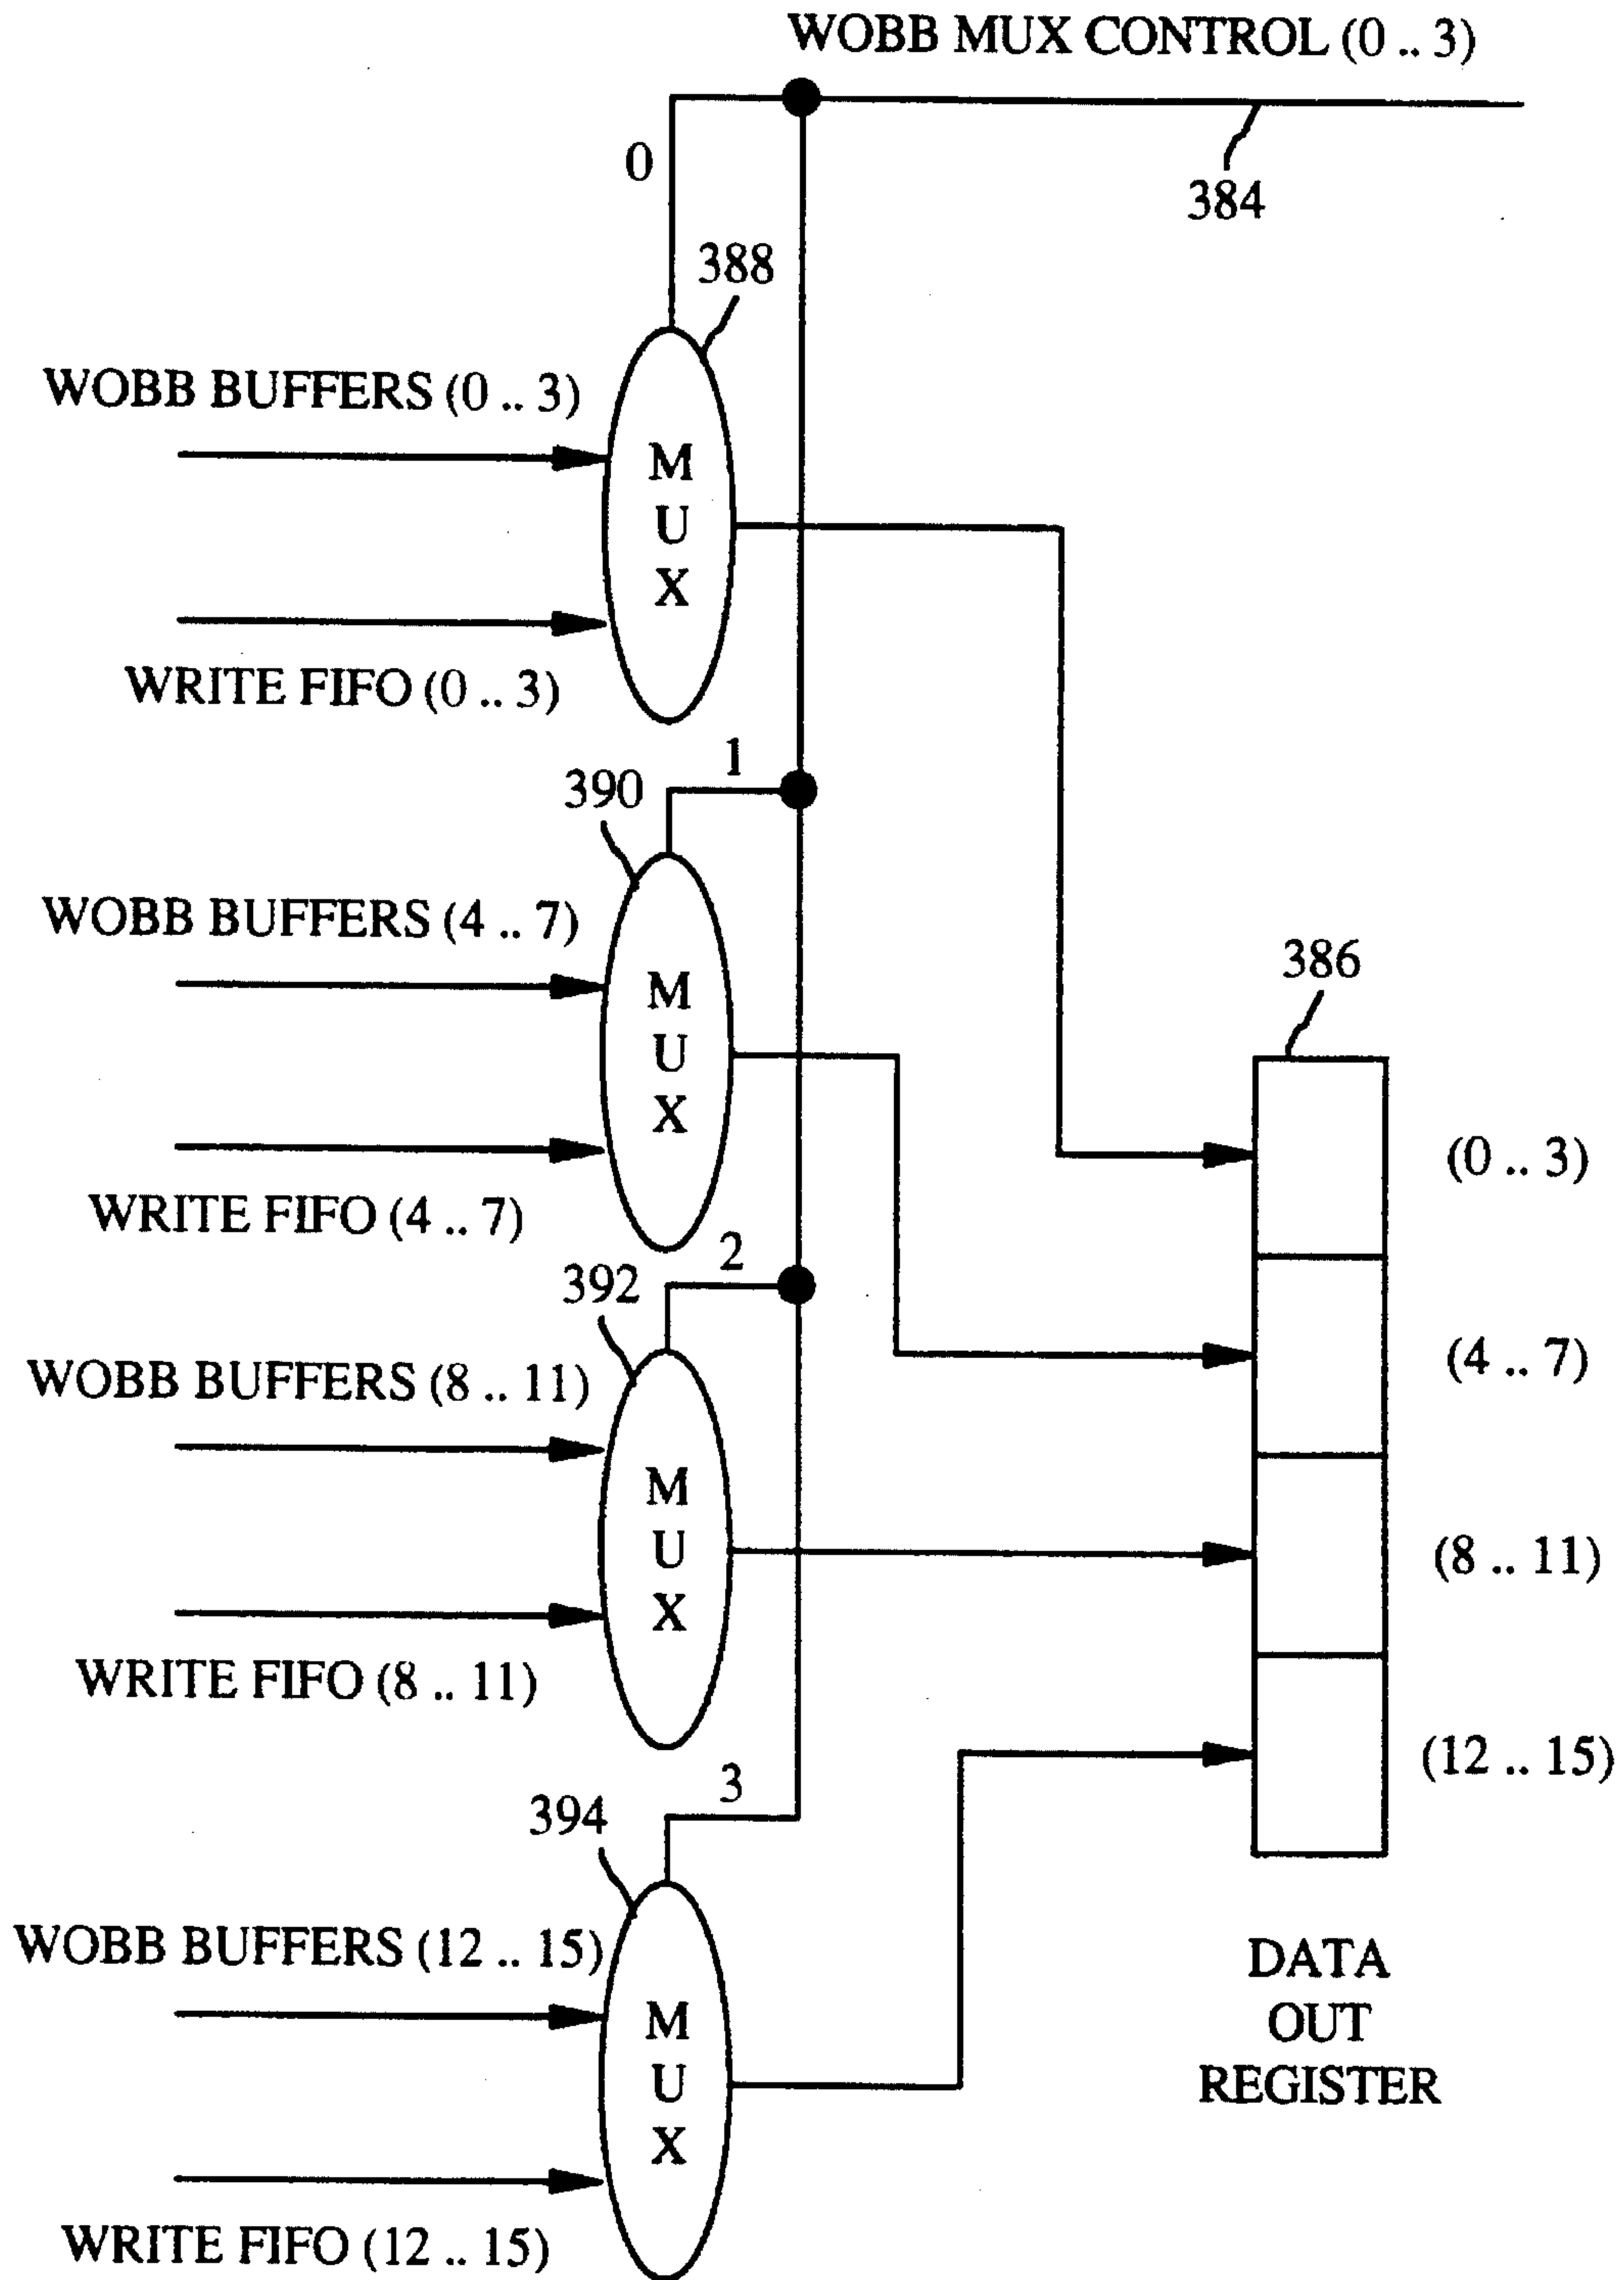 WOBB MUX CONTROL (0 .. 3)
0
384
388
WOBB BUFFERS (0 .. 3)
M
U
X
WRITE FIFO (0 .. 3)
1
390
WOBB BUFFERS (4 .. 7)
M
U
X
386
WRITE FIFO (4 .. 7)
(0 .. 3)
2
392
WOBB BUFFERS (8 .. 11)
(4 .. 7)
M
U
X
(8 .. 11)
WRITE FIFO (8 .. 11)
(12 .. 15)
3
394
WOBB BUFFERS (12 .. 15)
M
U
X
DATA
OUT
REGISTER
WRITE FIFO (12 .. 15)